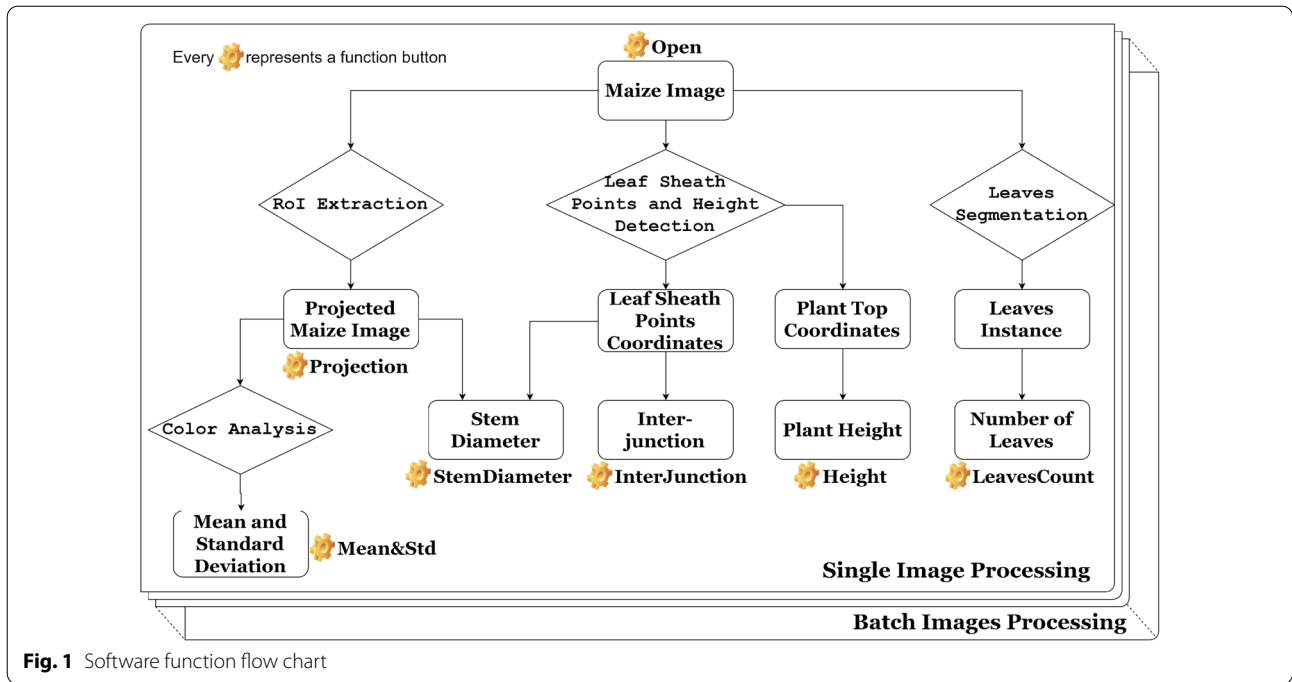 Every represents a function button
Open
Maize Image
RoI Extraction
Leaf Sheath
Points and Height
Detection
Leaves
Segmentation
Projected
Maize Image
Projection
Leaf Sheath
Points
Coordinates
Plant Top
Coordinates
Leaves
Instance
Color Analysis
Stem
Diameter
StemDiameter
Inter-
junction
InterJunction
Plant Height
Height
Number of
Leaves
LeavesCount
Mean and
Standard
Deviation
Mean&Std
Single Image Processing
Batch Images Processing
Fig. 1 Software function flow chart